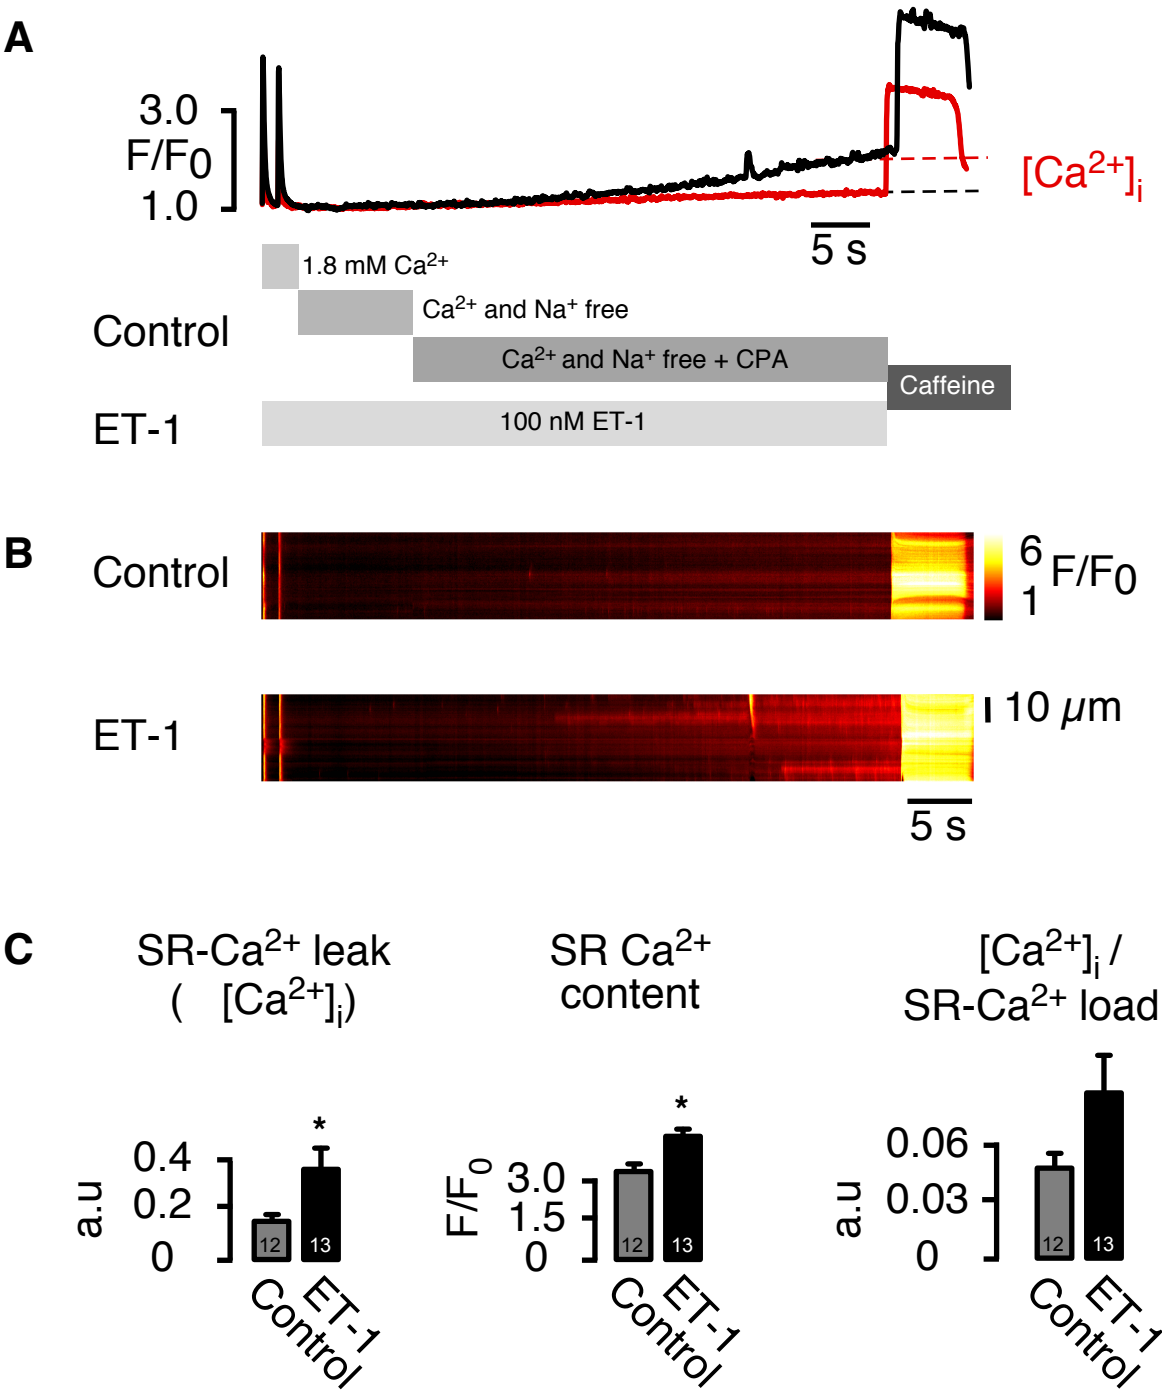 A
3.0
F/F0
1.0
[Ca2+]i
5 s
1.8 mM Ca2+
Control
Ca2+ and Na+ free
Ca2+ and Na+ free + CPA
Caffeine
ET-1
100 nM ET-1
B
Control
6
F/F0
1
ET-1
10 µm
5 s
C
SR-Ca2+ leak
( [Ca2+]i)
a.u
0.4
0.2
0
*
12
13
Control
ET-1
SR Ca2+
content
F/F0
3.0
1.5
0
*
12
13
Control
ET-1
[Ca2+]i /
SR-Ca2+ load
a.u
0.06
0.03
0
12
13
Control
ET-1